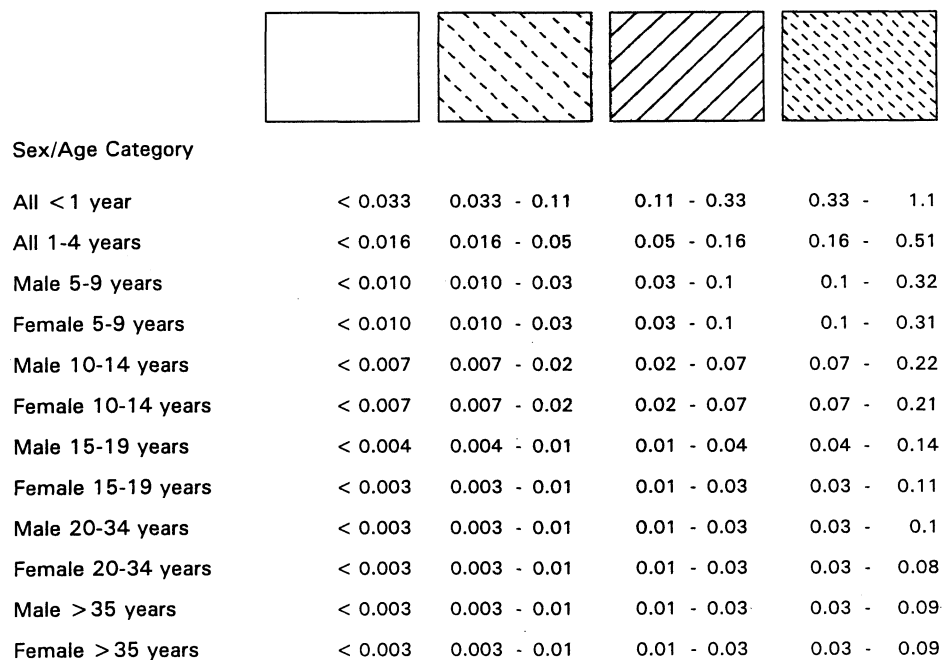 Sex/Age Category
All <1 year < 0.033 0.033 - 0.11 0.11 - 0.33 0.33 - 1.1
All 1-4 years < 0.016 0.016 - 0.05 0.05 - 0.16 0.16 - 0.51
Male 5-9 years < 0.010 0.010 - 0.03 0.03 - 0.1 0.1 - 0.32
Female 5-9 years < 0.010 0.010 - 0.03 0.03 - 0.1 0.1 - 0.31
Male 10-14 years < 0.007 0.007 - 0.02 0.02 - 0.07 0.07 - 0.22
Female 10-14 years < 0.007 0.007 - 0.02 0.02 - 0.07 0.07 - 0.21
Male 15-19 years < 0.004 0.004 - 0.01 0.01 - 0.04 0.04 - 0.14
Female 15-19 years < 0.003 0.003 - 0.01 0.01 - 0.03 0.03 - 0.11
Male 20-34 years < 0.003 0.003 - 0.01 0.01 - 0.03 0.03 - 0.1
Female 20-34 years < 0.003 0.003 - 0.01 0.01 - 0.03 0.03 - 0.08
Male >35 years < 0.003 0.003 - 0.01 0.01 - 0.03 0.03 - 0.09
Female >35 years < 0.003 0.003 - 0.01 0.01 - 0.03 0.03 - 0.09